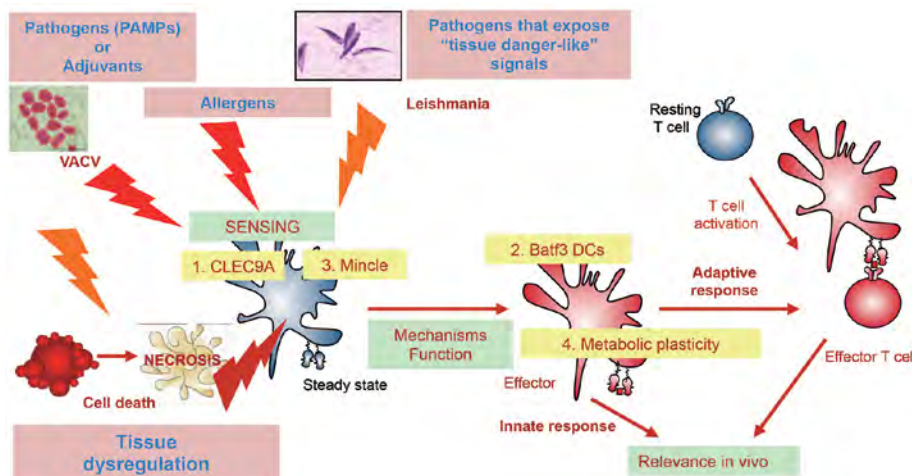 Pathogens (PAMPs)
or
Adjuvants
Pathogens that expose
“tissue danger-like”
signals
Allergens
Leishmania
VACV
Resting
T cell
SENSING
T cell
activation
1. CLEC9A
3. Mincle
2. Batf3 DCs
Adaptive
response
Mechanisms
Function
4. Metabolic plasticity
NECROSIS
Steady state
Effector
Effector T cell
Cell death
Innate response
Tissue
dysregulation
Relevance in vivo